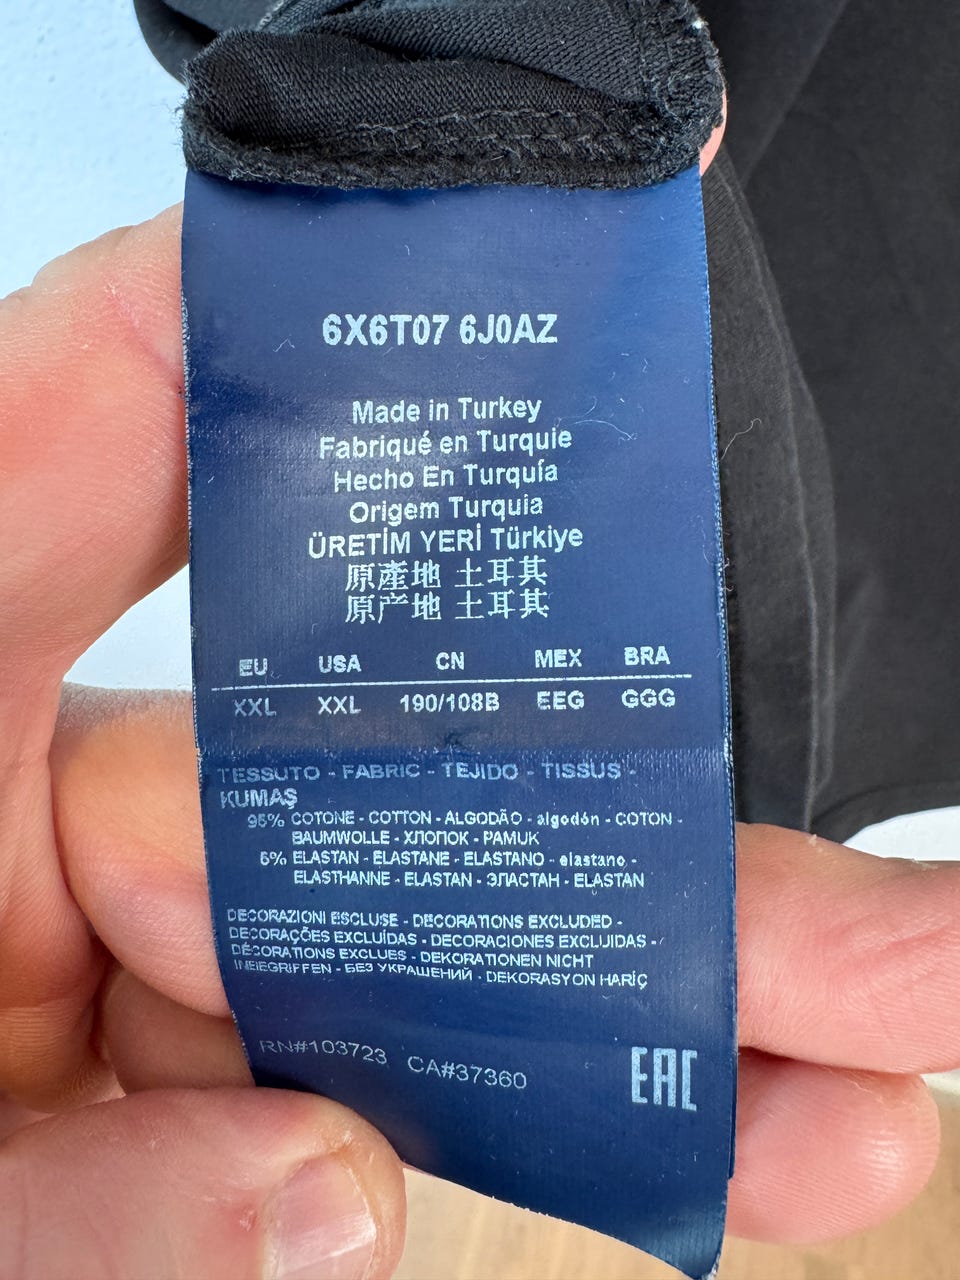 6X6T07 6J0AZ
Made in Turkey
Fabriqué en Turquie
Hecho En Turquía
Origem Turquia
ÜRETİM YERİ Türkiye
原產地 土耳其
原产地 土耳其
EU USA CN MEX BRA
XXL XXL 190/108B EEG GGG
TESSUTO - FABRIC - TEJIDO - TISSUS -
KUMAŞ
95% COTONE - COTTON - ALGODÃO - algodón - COTON -
BAUMWOLLE - ХЛОПОК - PAMUK
5% ELASTAN - ELASTANE - ELASTANO - elastano -
ELASTHANNE - ELASTAN - ЭЛАСТАН - ELASTAN
DECORAZIONI ESCLUSE - DECORATIONS EXCLUDED -
DECORAÇÕES EXCLUÍDAS - DECORACIONES EXCLUIDAS -
DÉCORATIONS EXCLUES - DEKORATIONEN NICHT
INBEGRIFFEN - БЕЗ УКРАШЕНИЙ - DEKORASYON HARİÇ
RN#103723 CA#37360
EAC